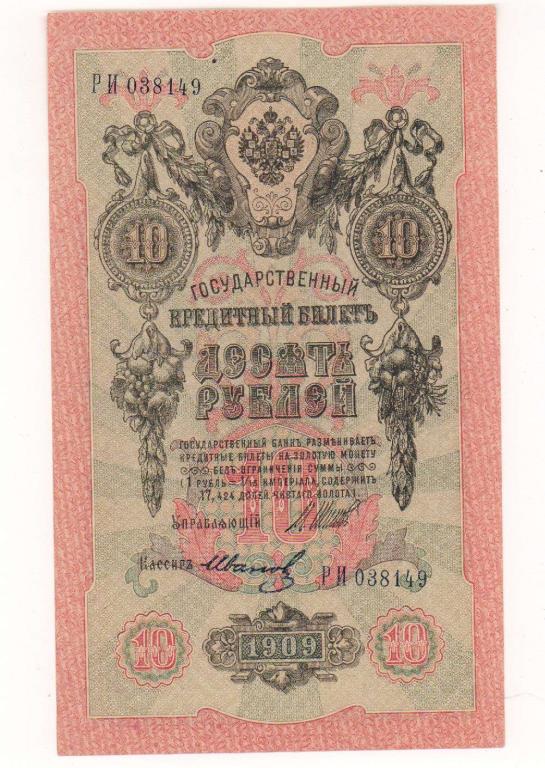 РИ 038149
10 10
ГОСУДАРСТВЕННЫЙ
КРЕДИТНЫЙ БИЛЕТЪ
ДЕСЯТЬ
РУБЛЕЙ
ГОСУДАРСТВЕННЫЙ БАНКЪ РАЗМѢНИВАЕТЪ
КРЕДИТНЫЕ БИЛЕТЫ НА ЗОЛОТУЮ МОНЕТУ
БЕЗЪ ОГРАНИЧЕНІЯ СУММЫ
(1 РУБЛЬ = 1/15 ИМПЕРІАЛА, СОДЕРЖИТЪ
17,424 ДОЛЕЙ ЧИСТАГО ЗОЛОТА).
10
УПРАВЛЯЮЩІЙ
КАССИРЪ Иванов
РИ 038149
10 1909 10